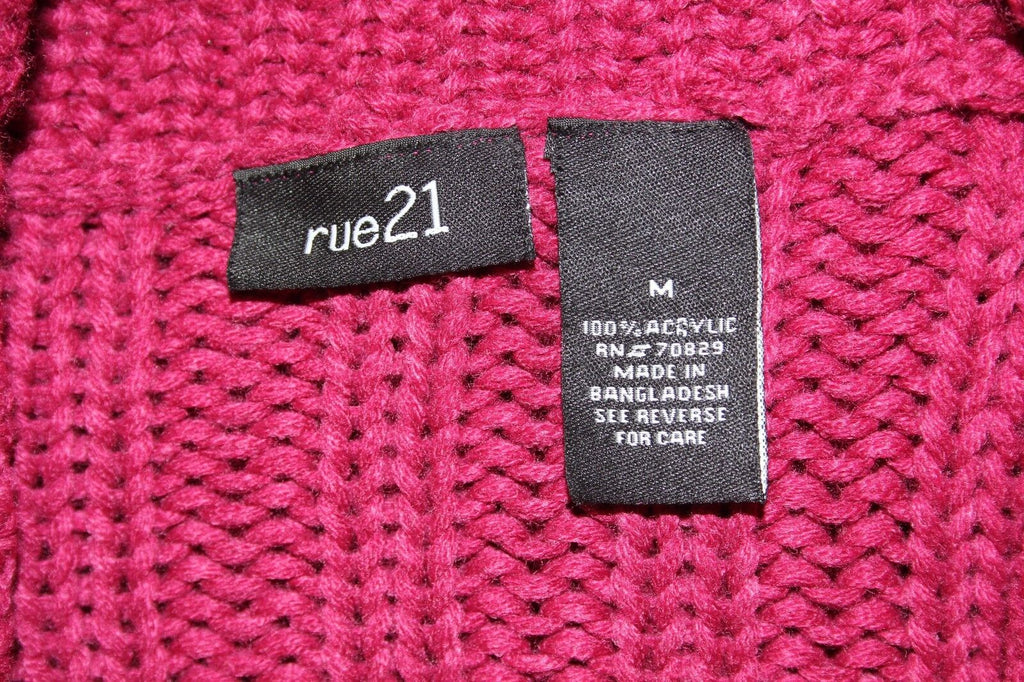 rue21
M
100% ACRYLIC
RN 70829
MADE IN
BANGLADESH
SEE REVERSE
FOR CARE